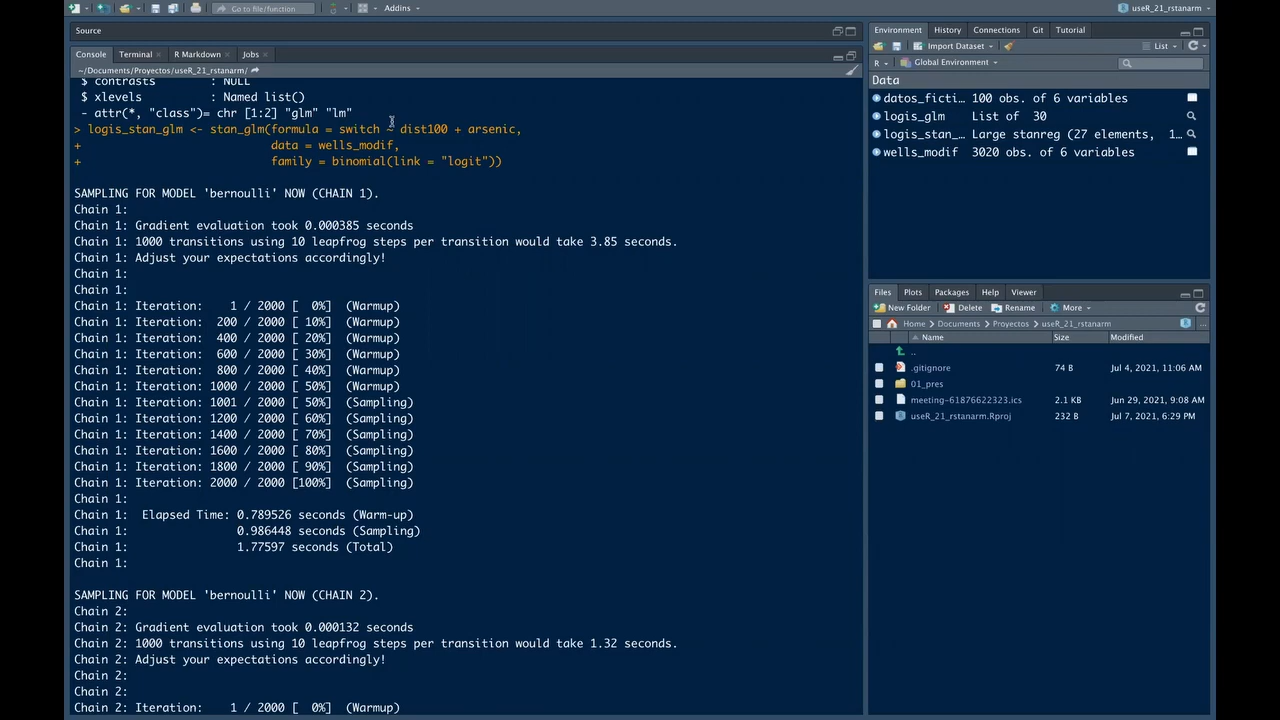 Go to file/function
Addins
useR_21_rstanarm
Source
Console
Terminal
R Markdown
Jobs
~/Documents/Proyectos/useR_21_rstanarm/
$ contrasts         : NULL
$ xlevels           : Named list()
- attr(*, "class")= chr [1:2] "glm" "lm"
> logis_stan_glm <- stan_glm(formula = switch ~ dist100 + arsenic,
+                            data = wells_modif,
+                            family = binomial(link = "logit"))
SAMPLING FOR MODEL 'bernoulli' NOW (CHAIN 1).
Chain 1:
Chain 1: Gradient evaluation took 0.000385 seconds
Chain 1: 1000 transitions using 10 leapfrog steps per transition would take 3.85 seconds.
Chain 1: Adjust your expectations accordingly!
Chain 1:
Chain 1:
Chain 1: Iteration:    1 / 2000 [  0%]  (Warmup)
Chain 1: Iteration:  200 / 2000 [ 10%]  (Warmup)
Chain 1: Iteration:  400 / 2000 [ 20%]  (Warmup)
Chain 1: Iteration:  600 / 2000 [ 30%]  (Warmup)
Chain 1: Iteration:  800 / 2000 [ 40%]  (Warmup)
Chain 1: Iteration: 1000 / 2000 [ 50%]  (Warmup)
Chain 1: Iteration: 1001 / 2000 [ 50%]  (Sampling)
Chain 1: Iteration: 1200 / 2000 [ 60%]  (Sampling)
Chain 1: Iteration: 1400 / 2000 [ 70%]  (Sampling)
Chain 1: Iteration: 1600 / 2000 [ 80%]  (Sampling)
Chain 1: Iteration: 1800 / 2000 [ 90%]  (Sampling)
Chain 1: Iteration: 2000 / 2000 [100%]  (Sampling)
Chain 1:
Chain 1:  Elapsed Time: 0.789526 seconds (Warm-up)
Chain 1:                0.986448 seconds (Sampling)
Chain 1:                1.77597 seconds (Total)
Chain 1:
SAMPLING FOR MODEL 'bernoulli' NOW (CHAIN 2).
Chain 2:
Chain 2: Gradient evaluation took 0.000132 seconds
Chain 2: 1000 transitions using 10 leapfrog steps per transition would take 1.32 seconds.
Chain 2: Adjust your expectations accordingly!
Chain 2:
Chain 2:
Chain 2: Iteration:    1 / 2000 [  0%]  (Warmup)
Environment
History
Connections
Git
Tutorial
Import Dataset
List
R
Global Environment
Data
datos_ficti… 100 obs. of 6 variables
logis_glm List of  30
logis_stan_… Large stanreg (27 elements,  1…
wells_modif 3020 obs. of 6 variables
Files
Plots
Packages
Help
Viewer
New Folder
Delete
Rename
More
Home
Documents
Proyectos
useR_21_rstanarm
...
Name Size Modified
..
.gitignore 74 B Jul 4, 2021, 11:06 AM
01_pres
meeting-61876622323.ics 2.1 KB Jun 29, 2021, 9:08 AM
useR_21_rstanarm.Rproj 232 B Jul 7, 2021, 6:29 PM